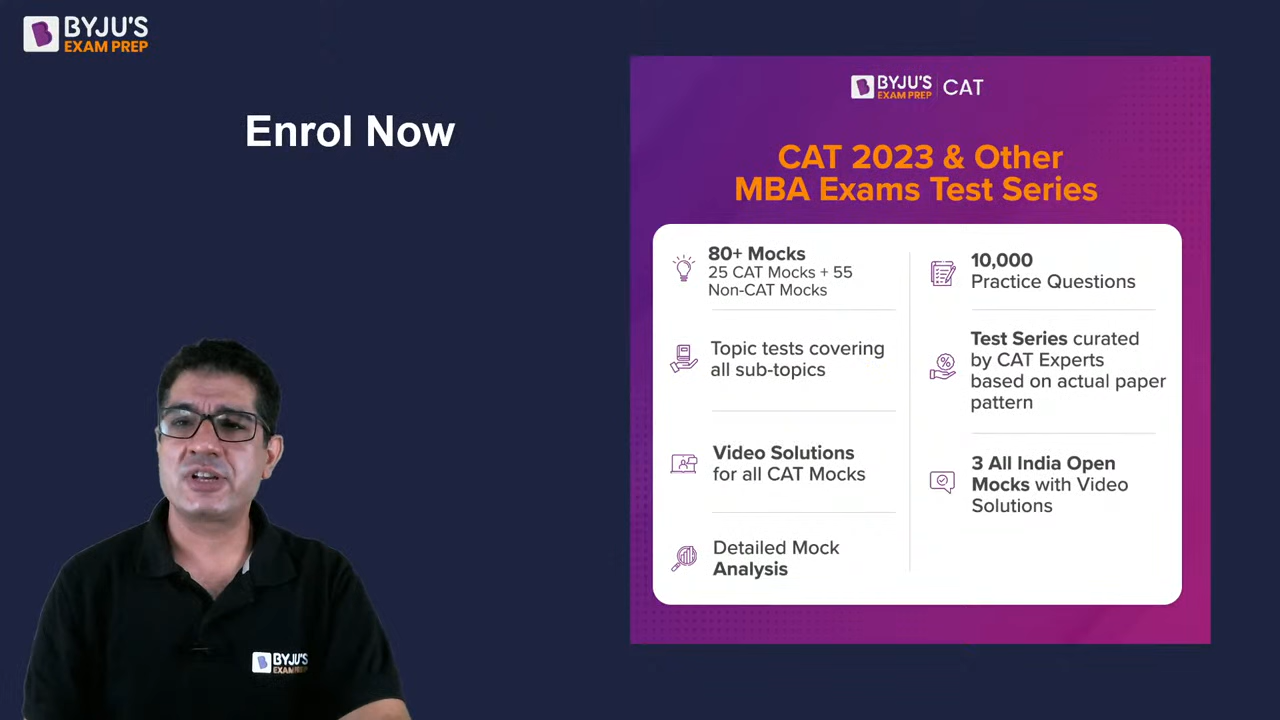 BYJU'S
EXAM PREP
Enrol Now
BYJU'S
EXAM PREP
CAT
CAT 2023 & Other
MBA Exams Test Series
80+ Mocks
25 CAT Mocks + 55
Non-CAT Mocks
Topic tests covering
all sub-topics
Video Solutions
for all CAT Mocks
Detailed Mock
Analysis
10,000
Practice Questions
Test Series curated
by CAT Experts
based on actual paper
pattern
3 All India Open
Mocks with Video
Solutions
BYJU'S
EXAM PREP